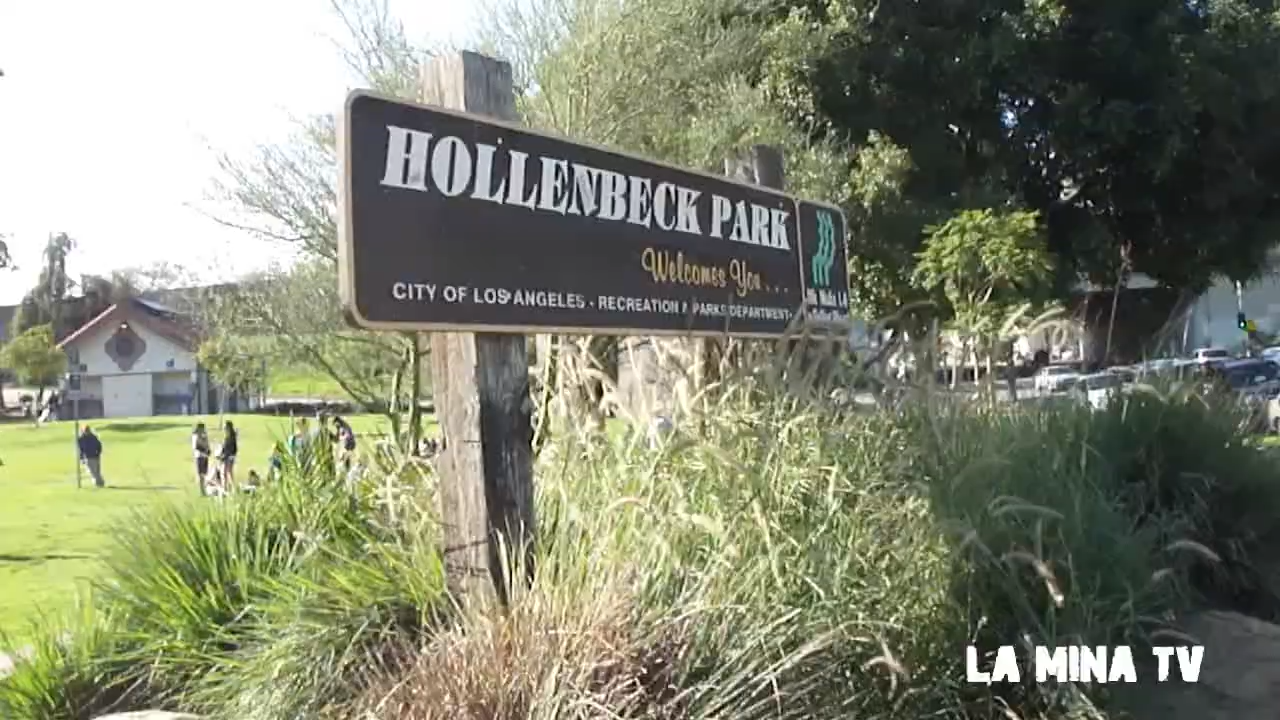 HOLLENBECK PARK
Welcomes You...
CITY OF LOS ANGELES - RECREATION & PARKS DEPARTMENT
LA MINA TV